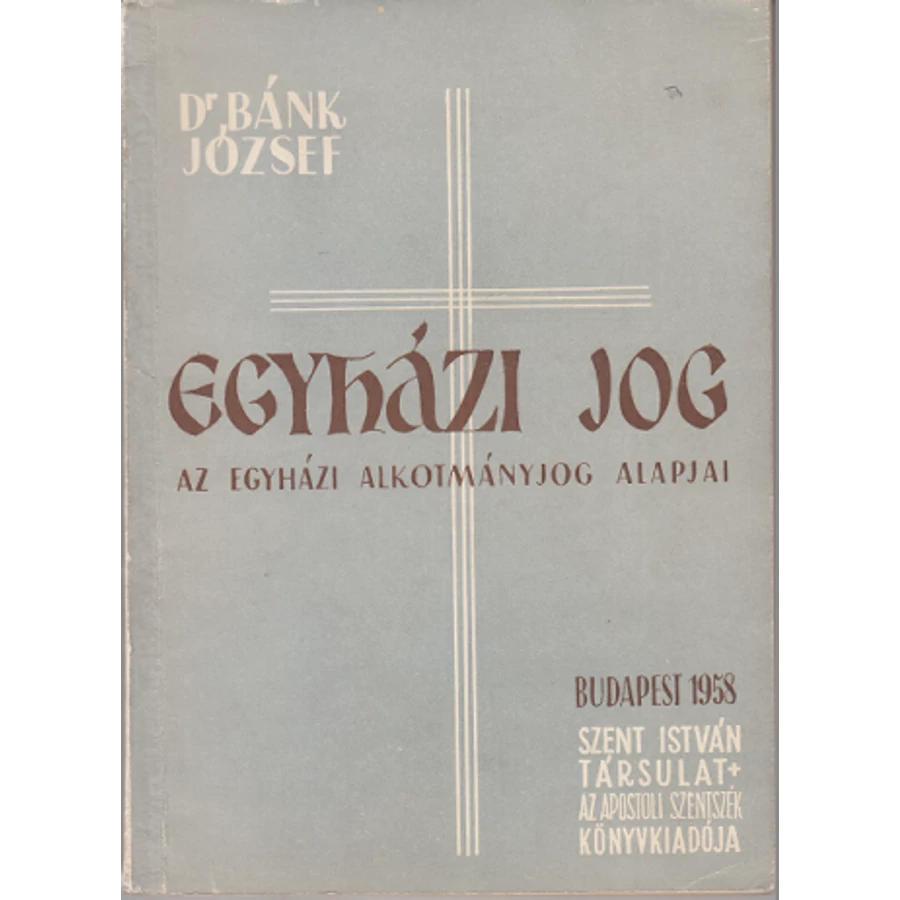 Dr. BÁNK
JÓZSEF
EGYHÁZI JOG
AZ EGYHÁZI ALKOTMÁNYJOG ALAPJAI
BUDAPEST 1958
SZENT ISTVÁN
TÁRSULAT+
AZ APOSTOLI SZENTSZÉK
KÖNYVKIADÓJA